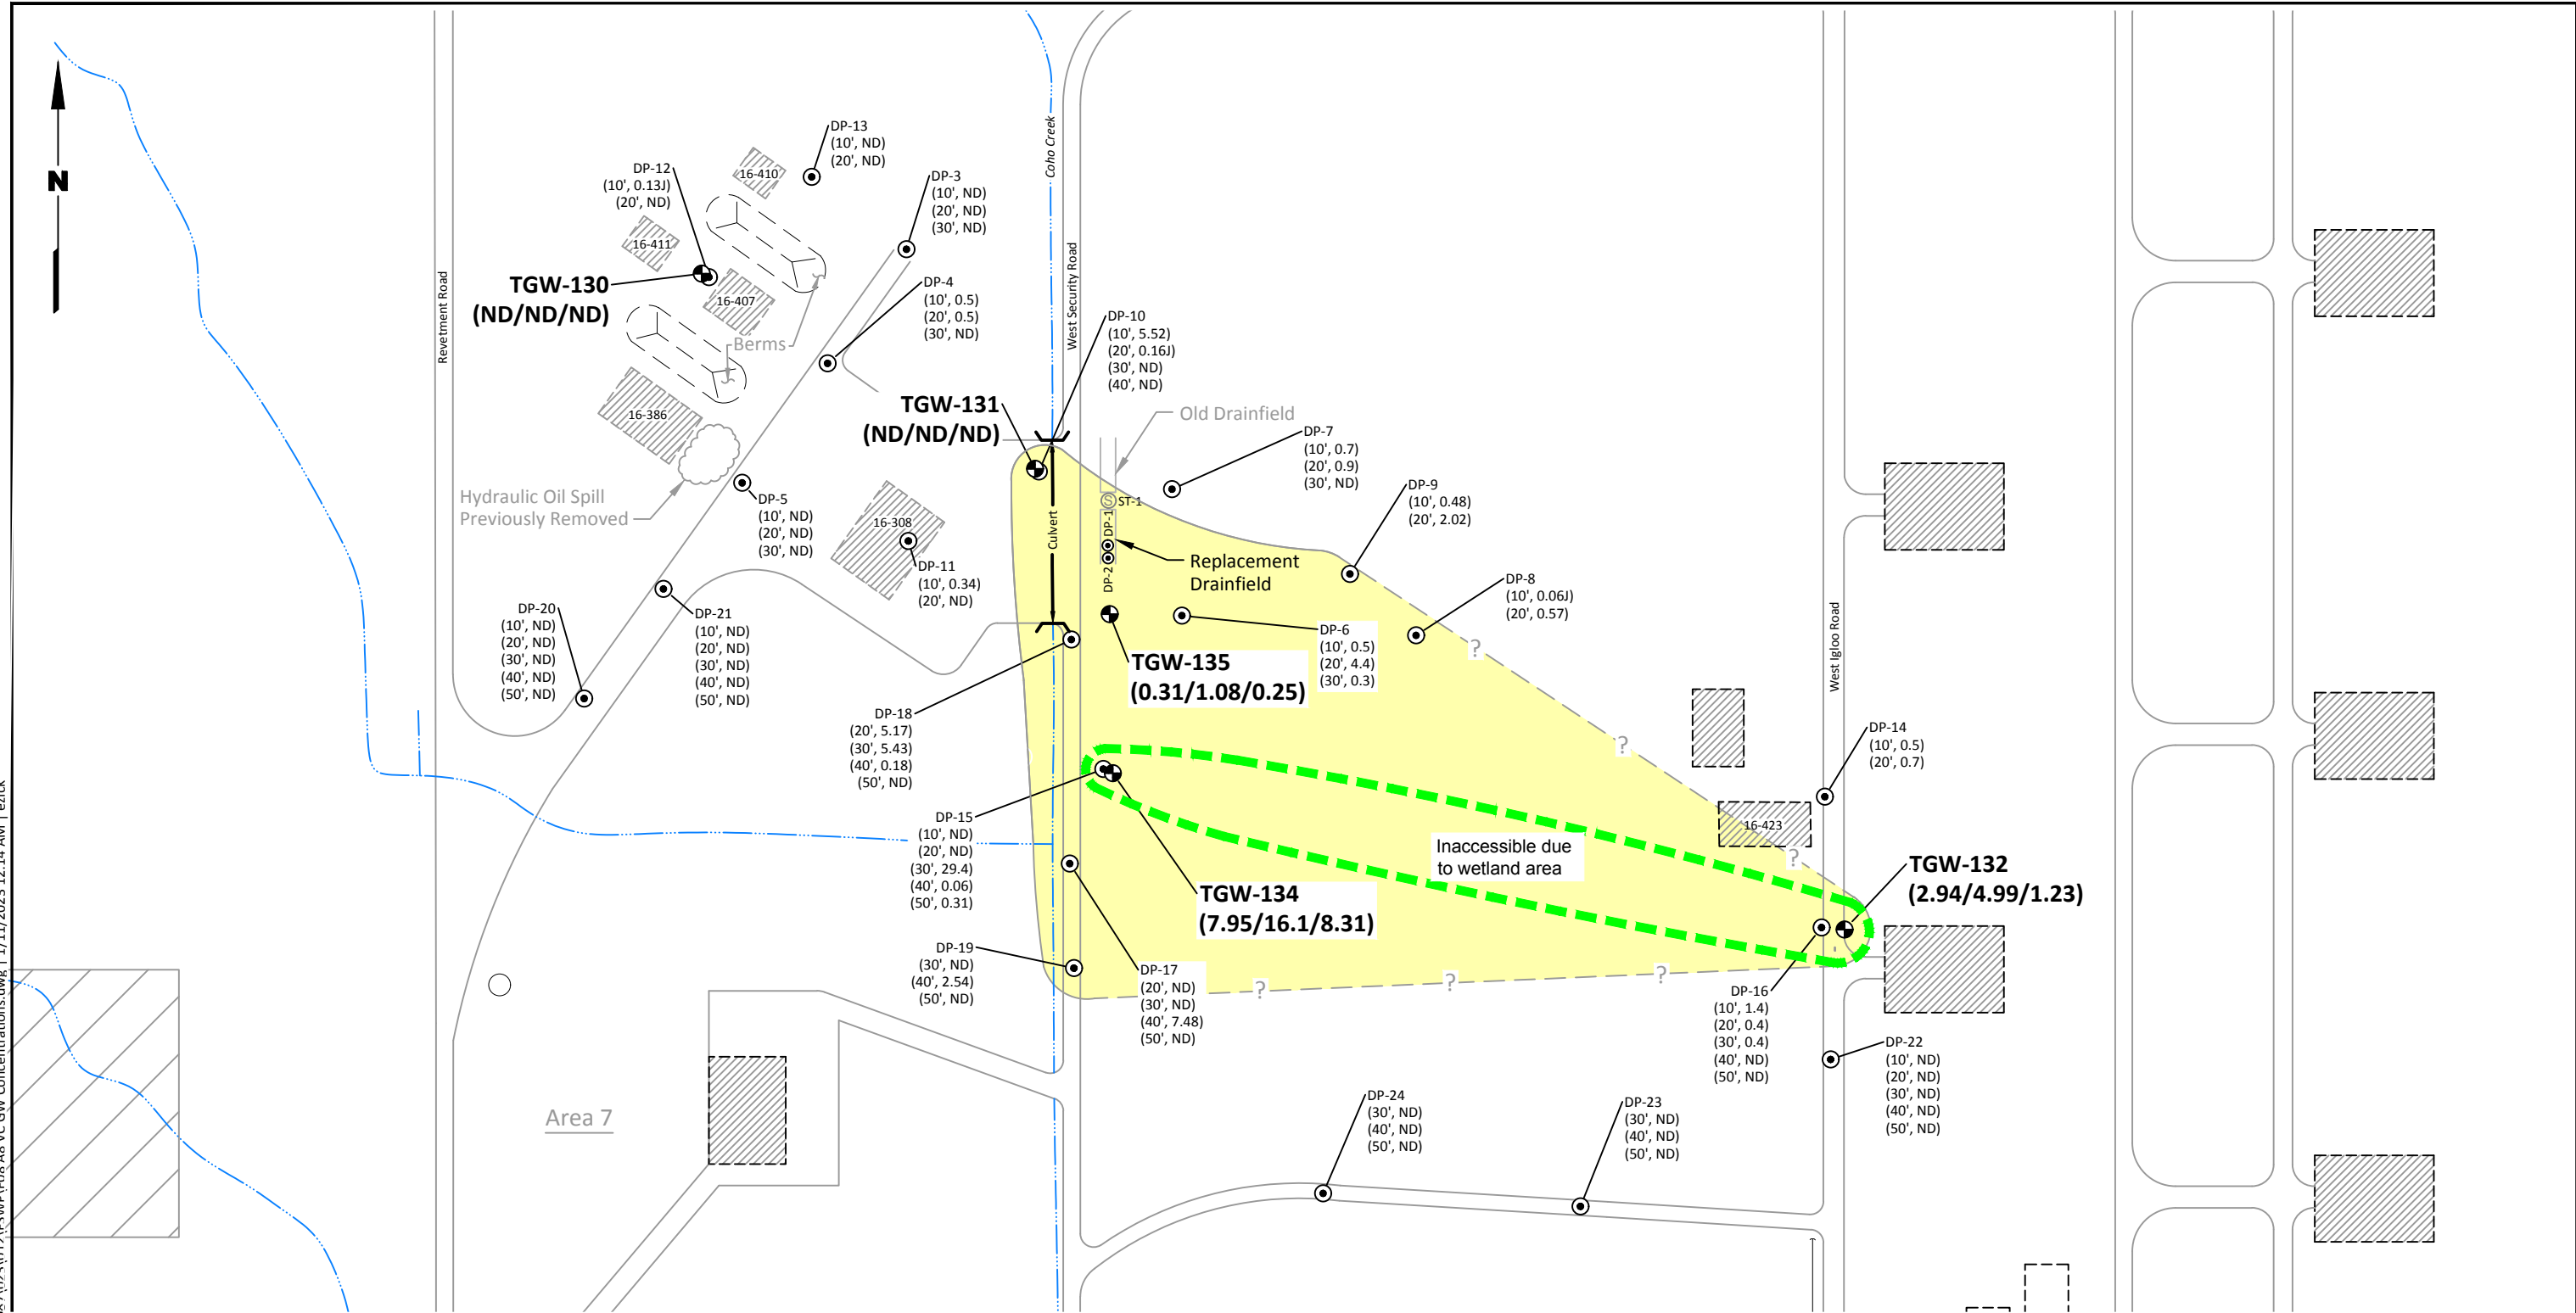 N
Revetment Road
Coho Creek
West Security Road
West Igloo Road
DP-13
(10', ND)
(20', ND)
16-410
DP-12
(10', 0.13J)
(20', ND)
DP-3
(10', ND)
(20', ND)
(30', ND)
16-411
TGW-130
(ND/ND/ND)
16-407
DP-4
(10', 0.5)
(20', 0.5)
(30', ND)
Berms
DP-10
(10', 5.52)
(20', 0.16J)
(30', ND)
(40', ND)
16-386
TGW-131
(ND/ND/ND)
Old Drainfield
DP-7
(10', 0.7)
(20', 0.9)
(30', ND)
Hydraulic Oil Spill
Previously Removed
DP-5
(10', ND)
(20', ND)
(30', ND)
16-308
DP-11
(10', 0.34)
(20', ND)
Culvert
S
ST-1
DP-1
DP-2
Replacement
Drainfield
DP-9
(10', 0.48)
(20', 2.02)
DP-8
(10', 0.06J)
(20', 0.57)
DP-20
(10', ND)
(20', ND)
(30', ND)
(40', ND)
(50', ND)
DP-21
(10', ND)
(20', ND)
(30', ND)
(40', ND)
(50', ND)
DP-6
(10', 0.5)
(20', 4.4)
(30', 0.3)
TGW-135
(0.31/1.08/0.25)
?
?
?
DP-18
(20', 5.17)
(30', 5.43)
(40', 0.18)
(50', ND)
DP-14
(10', 0.5)
(20', 0.7)
16-423
DP-15
(10', ND)
(20', ND)
(30', 29.4)
(40', 0.06)
(50', 0.31)
Inaccessible due
to wetland area
TGW-134
(7.95/16.1/8.31)
TGW-132
(2.94/4.99/1.23)
DP-19
(30', ND)
(40', 2.54)
(50', ND)
DP-17
(20', ND)
(30', ND)
(40', 7.48)
(50', ND)
?
?
?
DP-16
(10', 1.4)
(20', 0.4)
(30', 0.4)
(40', ND)
(50', ND)
DP-22
(10', ND)
(20', ND)
(30', ND)
(40', ND)
(50', ND)
Area 7
DP-24
(30', ND)
(40', ND)
(50', ND)
DP-23
(30', ND)
(40', ND)
(50', ND)